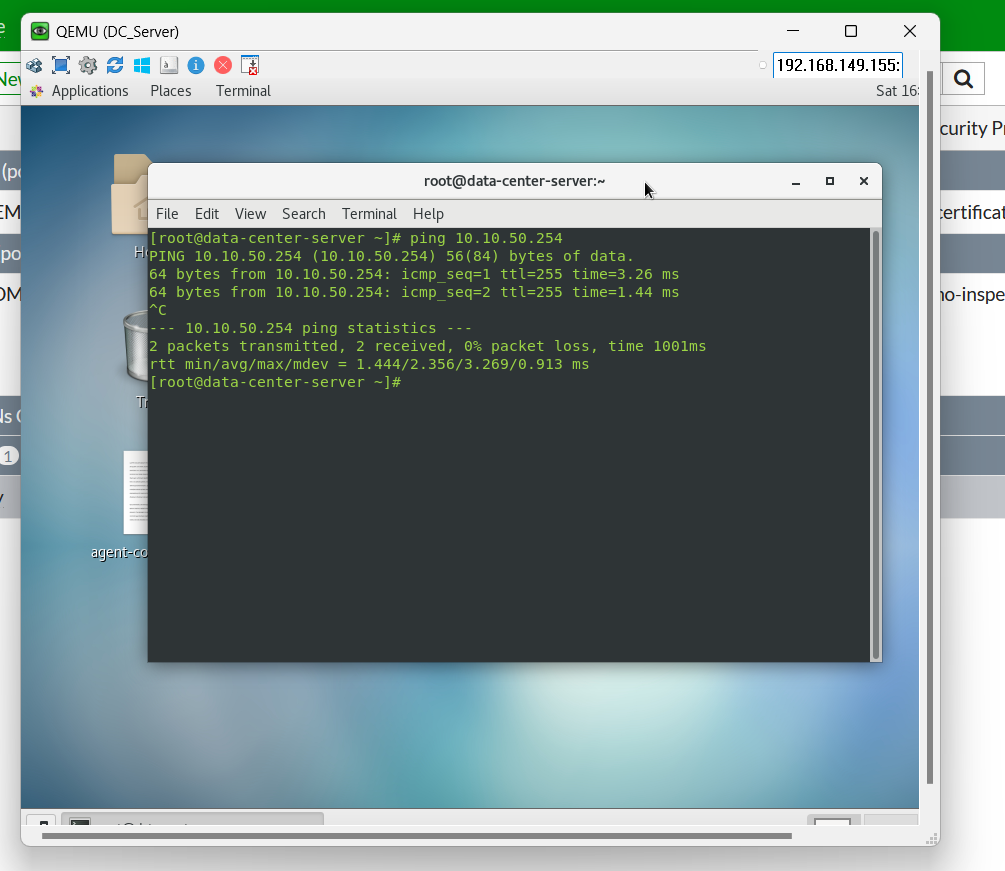 QEMU (DC_Server)
192.168.149.155:
Applications Places Terminal
Sat 16:
root@data-center-server:~
File Edit View Search Terminal Help
[root@data-center-server ~]# ping 10.10.50.254
PING 10.10.50.254 (10.10.50.254) 56(84) bytes of data.
64 bytes from 10.10.50.254: icmp_seq=1 ttl=255 time=3.26 ms
64 bytes from 10.10.50.254: icmp_seq=2 ttl=255 time=1.44 ms
^C
--- 10.10.50.254 ping statistics ---
2 packets transmitted, 2 received, 0% packet loss, time 1001ms
rtt min/avg/max/mdev = 1.444/2.356/3.269/0.913 ms
[root@data-center-server ~]#
agent-co
New
curity P
ertifica
no-inspe
(po
1